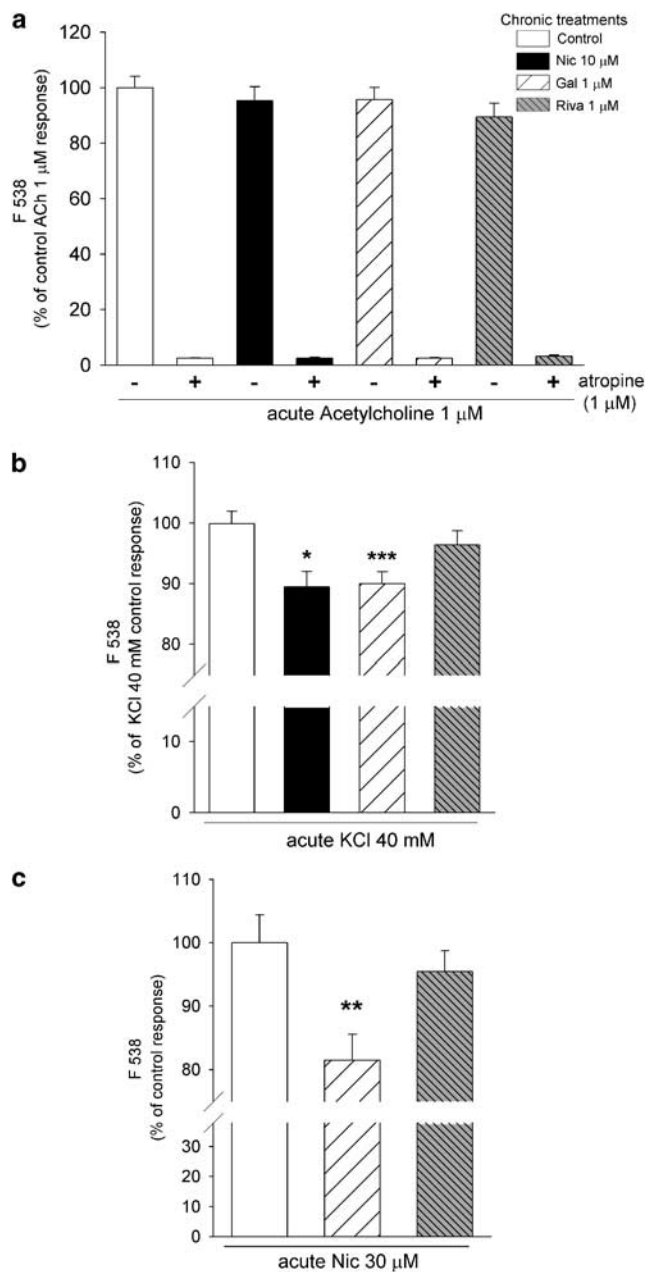 a
Chronic treatments
Control
Nic 10 μM
Gal 1 μM
Riva 1 μM
F 538
(% of control ACh 1 μM response)
120
100
80
60
40
20
0
- + - + - + - + atropine
(1 μM)
acute Acetylcholine 1 μM
b
F 538
(% of KCl 40 mM control response)
110
100
90
80
10
0
* ***
acute KCl 40 mM
c
F 538
(% of control response)
110
100
90
80
30
20
10
0
**
acute Nic 30 μM